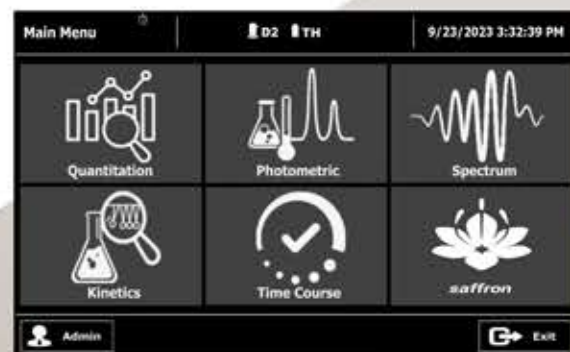 Main Menu D2 TH 9/23/2023 3:32:39 PM
Quantitation Photometric Spectrum
Kinetics Time Course saffron
Admin Exit